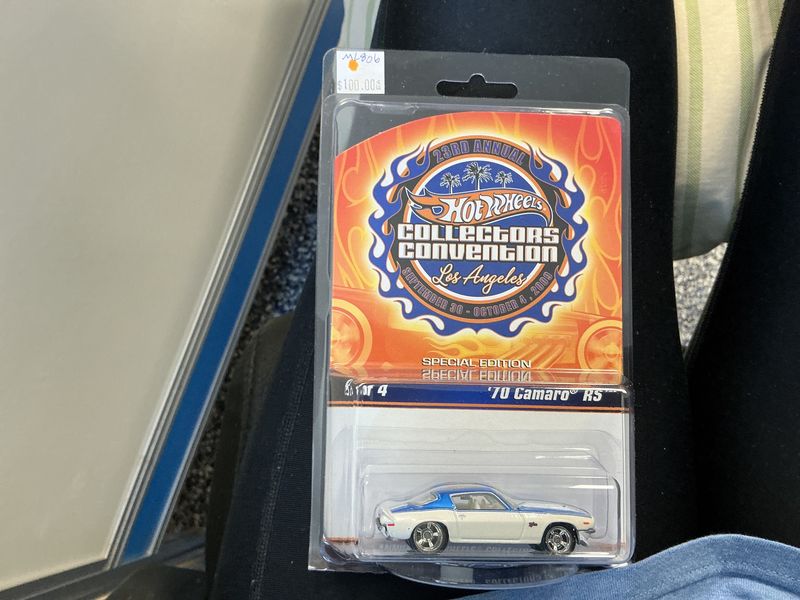 $100.00
23RD ANNUAL
HOT WHEELS
COLLECTORS
CONVENTION
Los Angeles
SEPTEMBER 30 - OCTOBER 4, 2009
SPECIAL EDITION
of 4
'70 Camaro® RS™